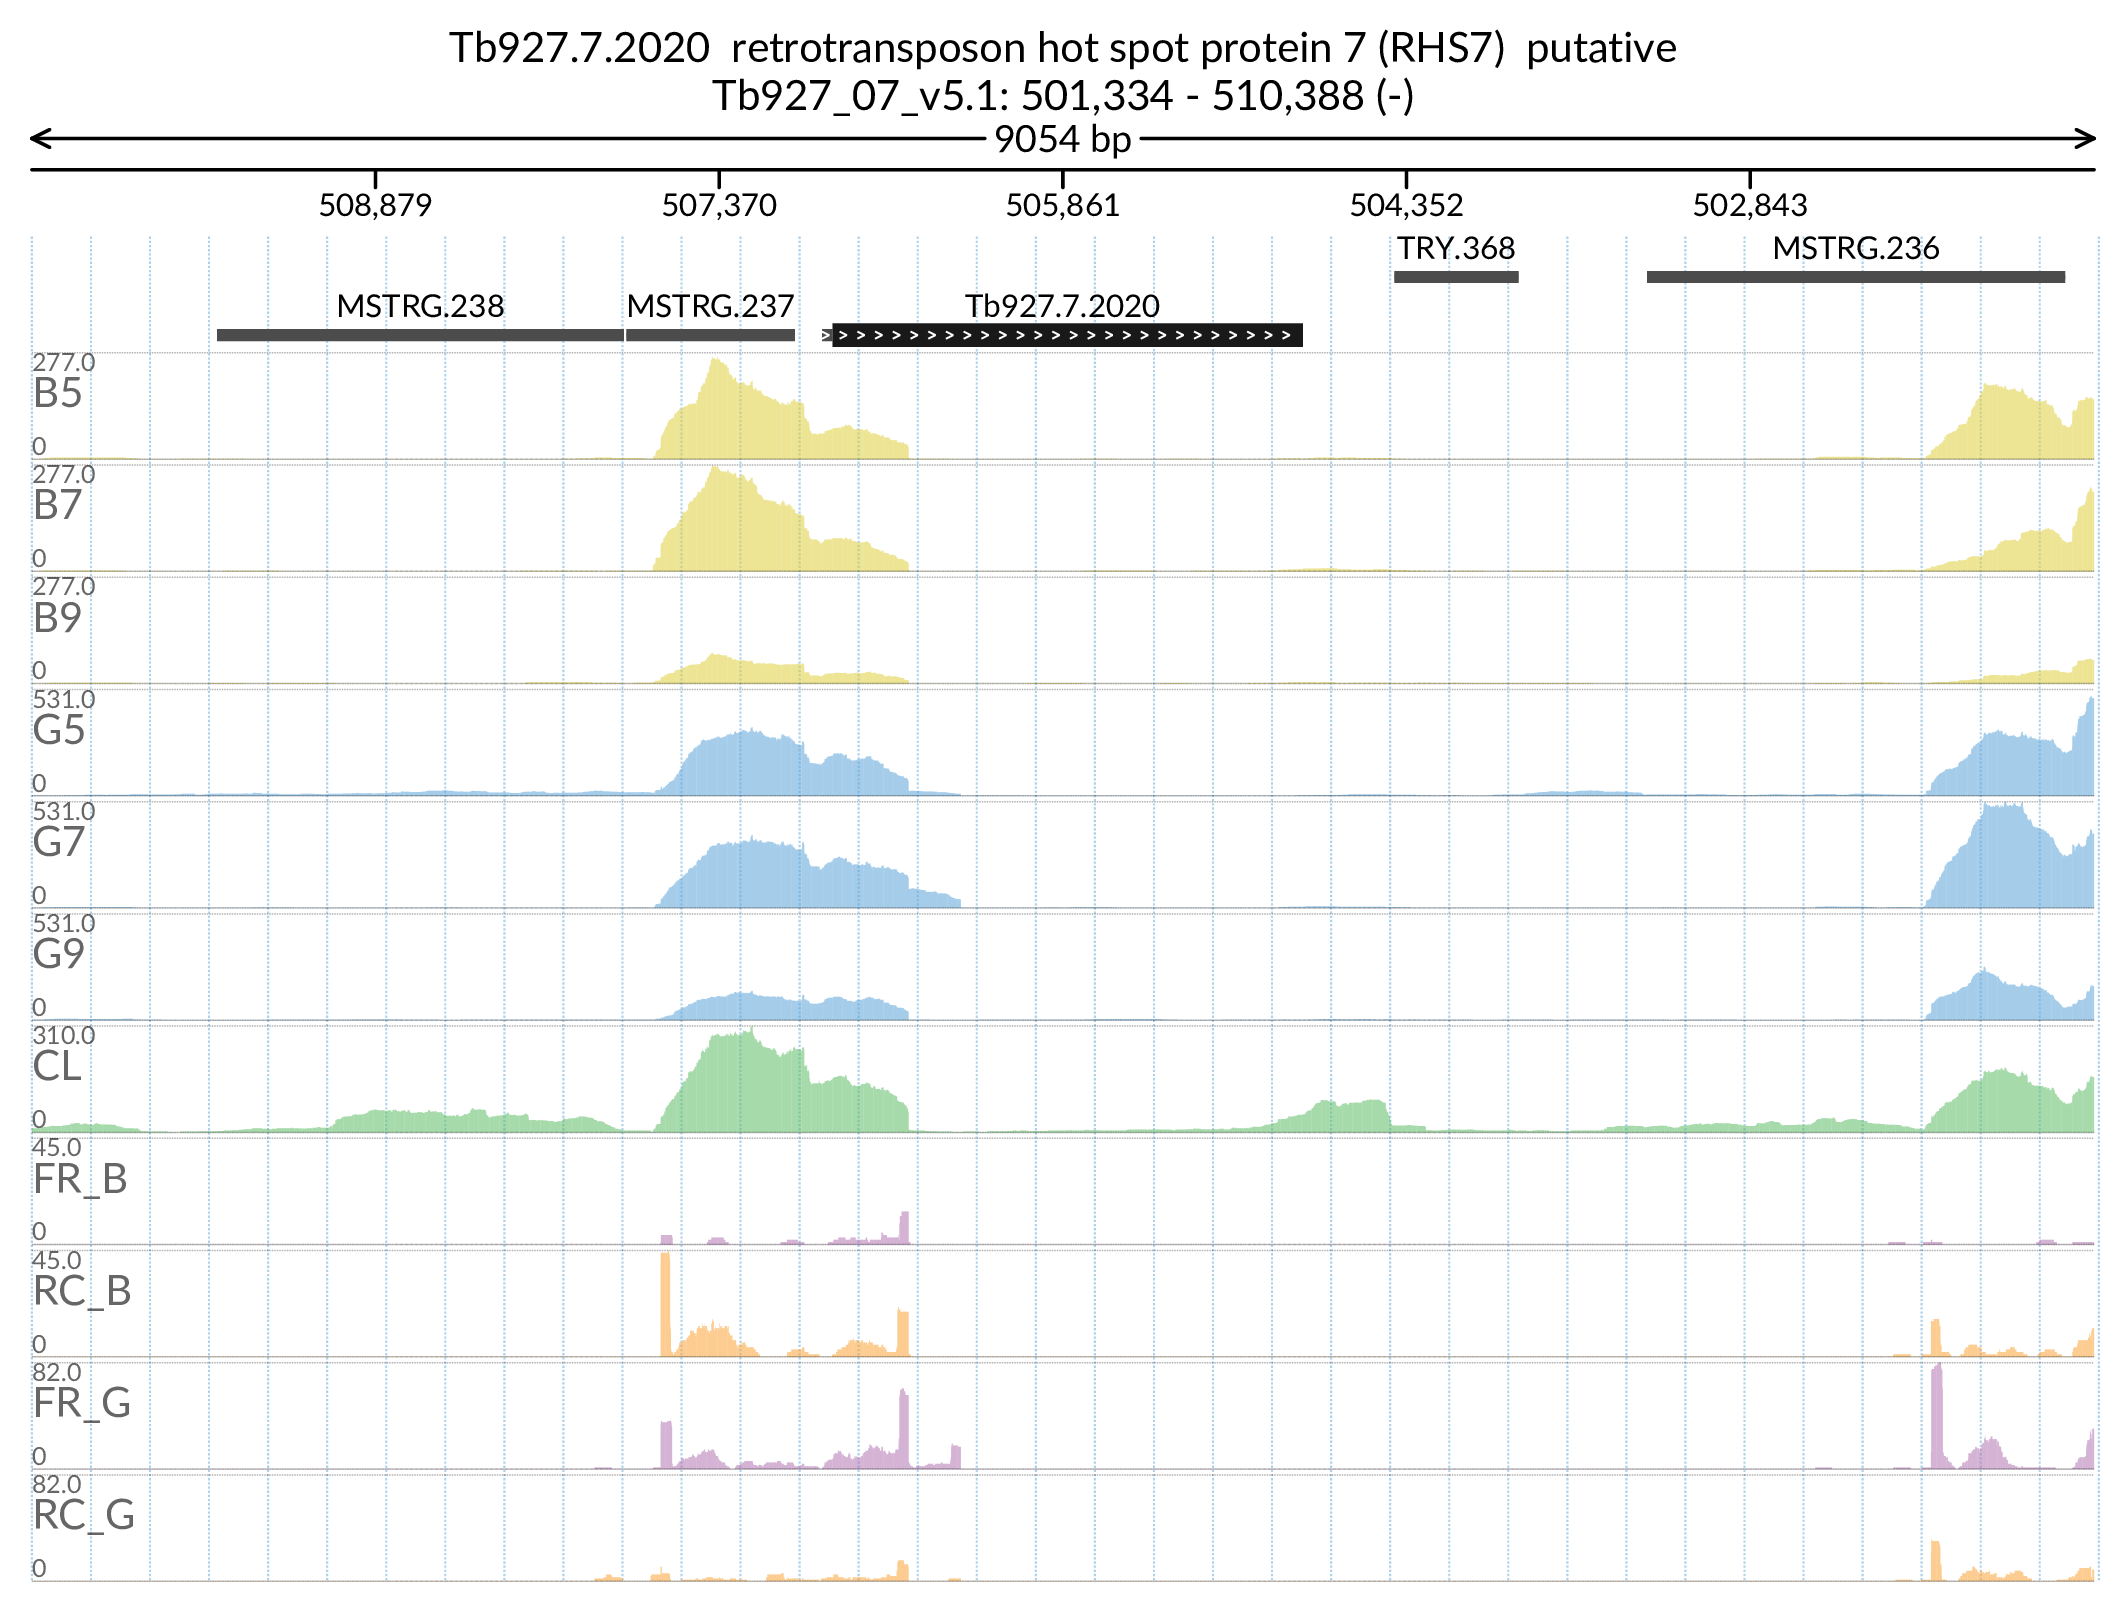 Tb927.7.2020 retrotransposon hot spot protein 7 (RHS7) putative
Tb927_07_v5.1: 501,334 - 510,388 (-)
9054 bp
508,879 507,370 505,861 504,352 502,843
TRY.368 MSTRG.236
MSTRG.238 MSTRG.237 Tb927.7.2020
277.0
B5
0
277.0
B7
0
277.0
B9
0
531.0
G5
0
531.0
G7
0
531.0
G9
0
310.0
CL
0
45.0
FR_B
0
45.0
RC_B
0
82.0
FR_G
0
82.0
RC_G
0